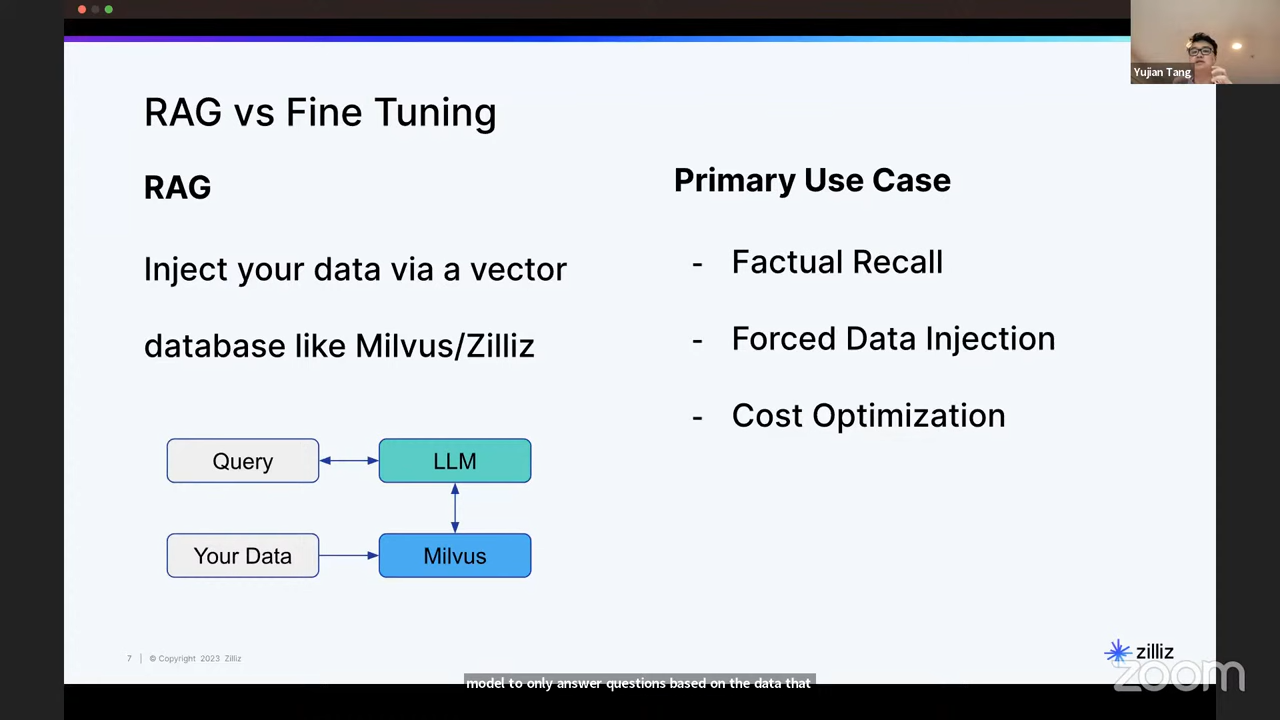 Yujian Tang
RAG vs Fine Tuning
RAG
Inject your data via a vector
database like Milvus/Zilliz
Primary Use Case
- Factual Recall
- Forced Data Injection
- Cost Optimization
Query
LLM
Your Data
Milvus
7 | © Copyright 2023 Zilliz
zilliz
zoom
model to only answer questions based on the data that